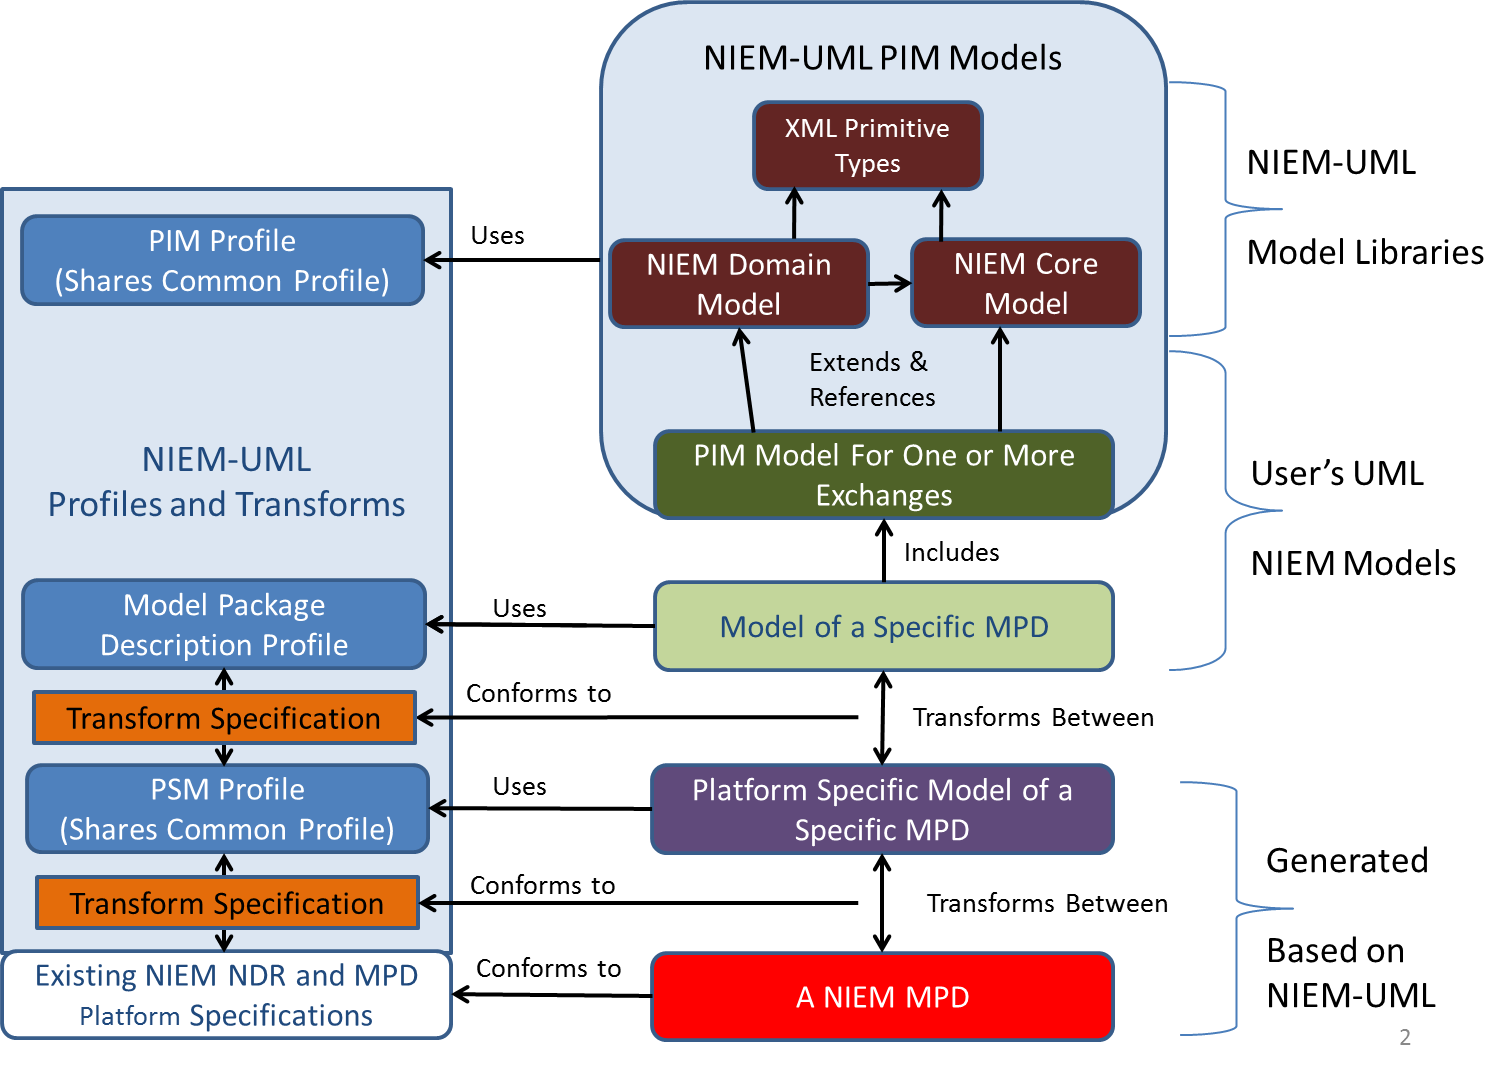 NIEM-UML PIM Models
XML Primitive
Types
NIEM-UML
Model Libraries
PIM Profile
(Shares Common Profile)
Uses
NIEM Domain
Model
NIEM Core
Model
Extends &
References
NIEM-UML
Profiles and Transforms
PIM Model For One or More
Exchanges
User’s UML
NIEM Models
Includes
Model Package
Description Profile
Uses
Model of a Specific MPD
Transform Specification
Conforms to
Transforms Between
PSM Profile
(Shares Common Profile)
Uses
Platform Specific Model of a
Specific MPD
Generated
Based on
NIEM-UML
Transform Specification
Conforms to
Transforms Between
Existing NIEM NDR and MPD
Platform Specifications
Conforms to
A NIEM MPD
2